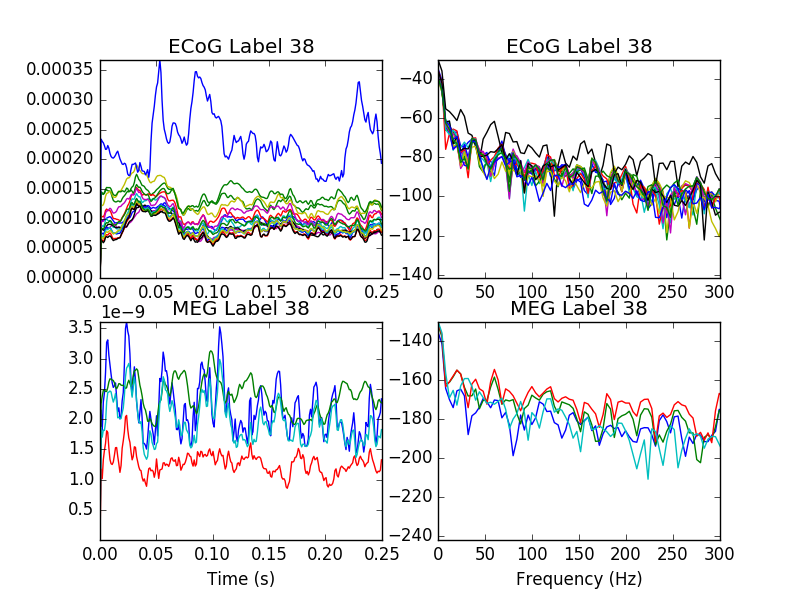 ECoG Label 38
0.00035
0.00030
0.00025
0.00020
0.00015
0.00010
0.00005
0.00000
0.00 0.05 0.10 0.15 0.20 0.25
ECoG Label 38
−40
−60
−80
−100
−120
−140
0 50 100 150 200 250 300
MEG Label 38
1e−9
3.5
3.0
2.5
2.0
1.5
1.0
0.5
0.00 0.05 0.10 0.15 0.20 0.25
Time (s)
MEG Label 38
−140
−160
−180
−200
−220
−240
0 50 100 150 200 250 300
Frequency (Hz)